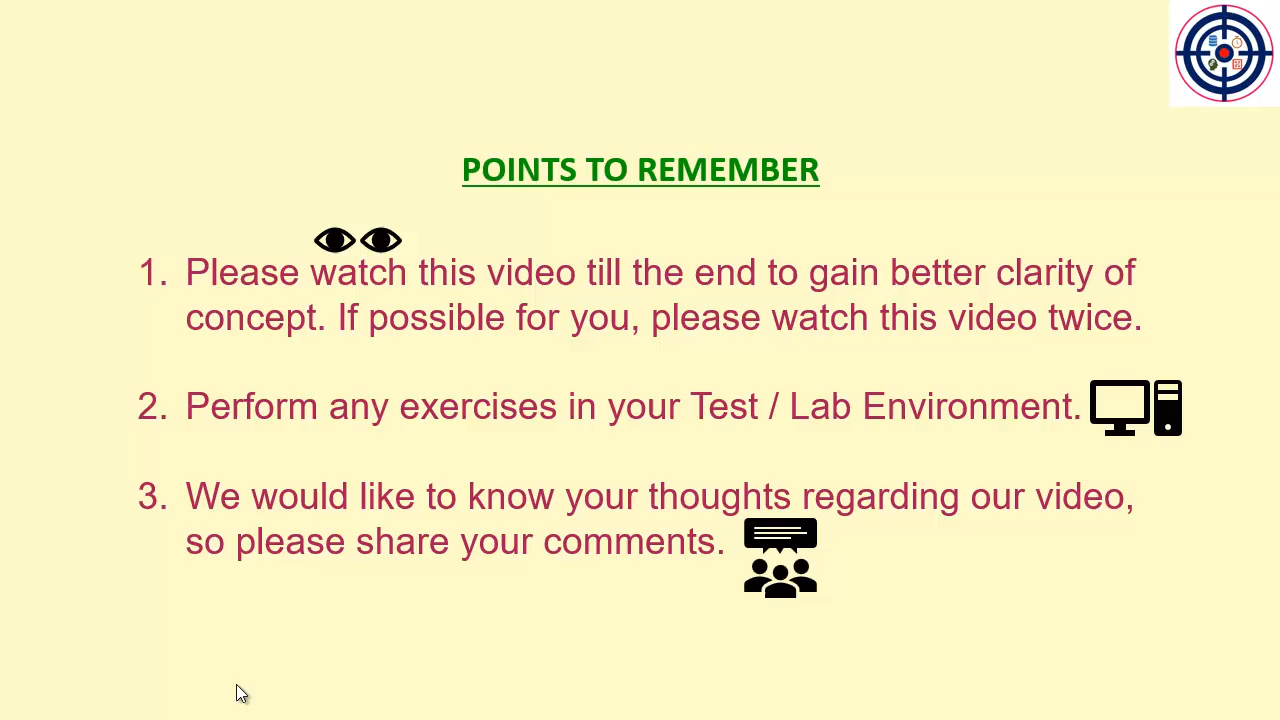 POINTS TO REMEMBER
1. Please watch this video till the end to gain better clarity of
concept. If possible for you, please watch this video twice.
2. Perform any exercises in your Test / Lab Environment.
3. We would like to know your thoughts regarding our video,
so please share your comments.